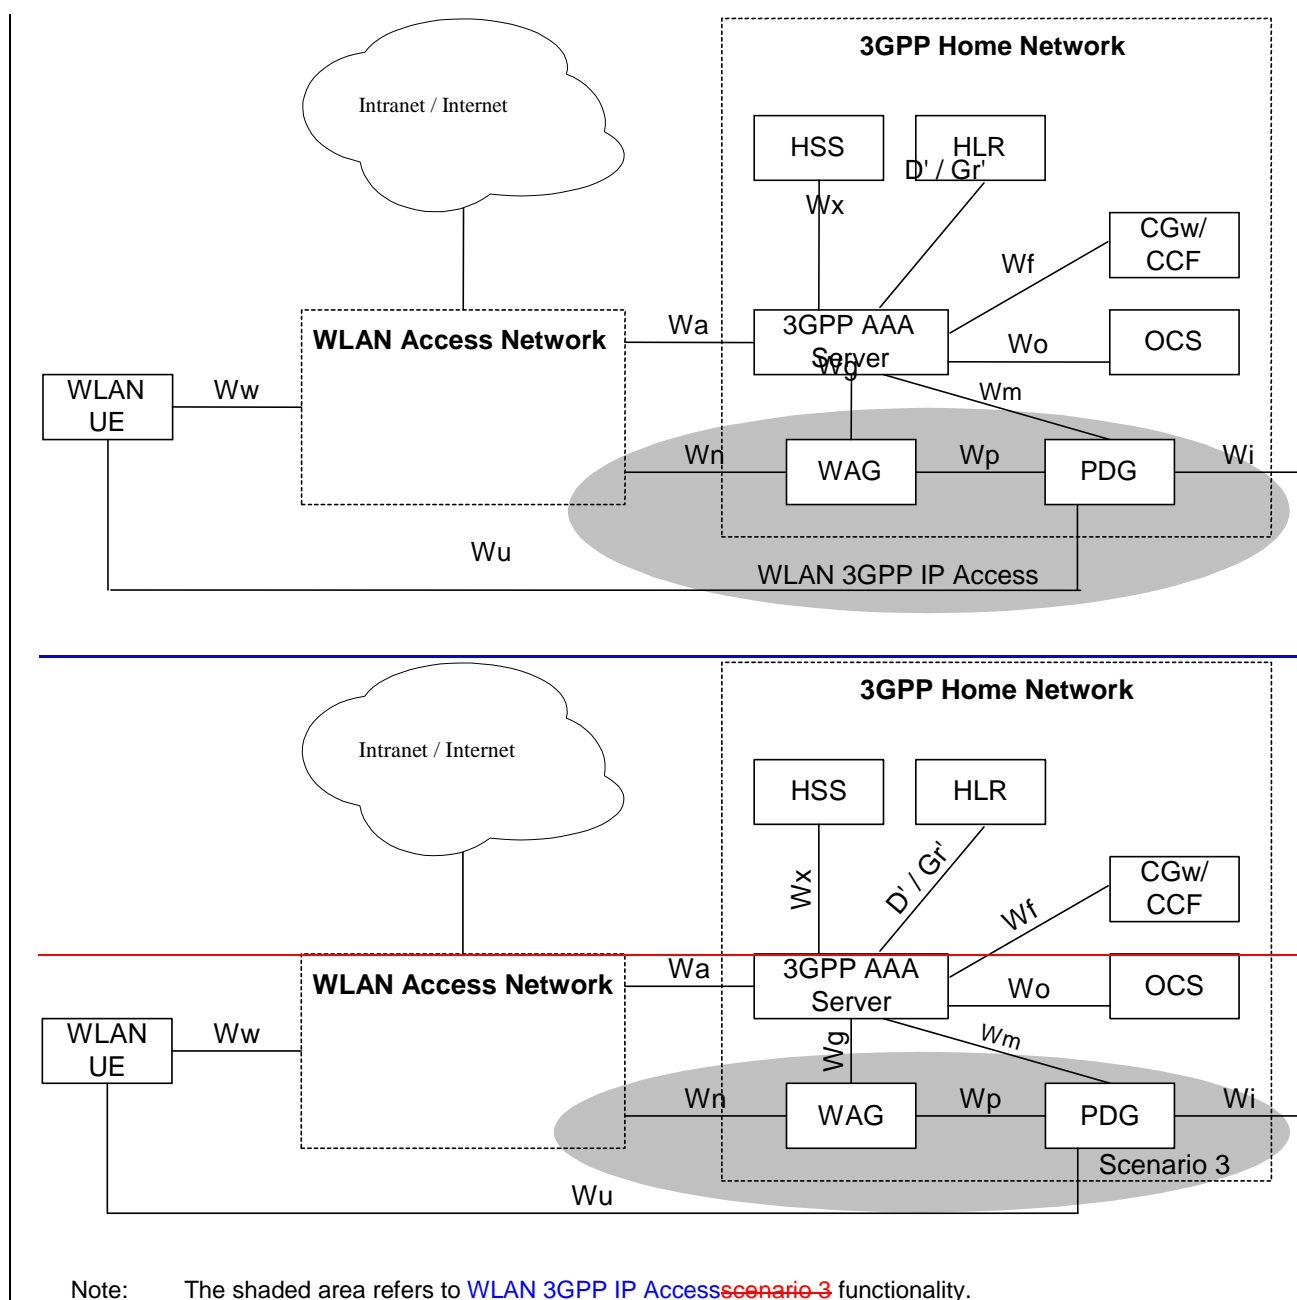 3GPP Home Network
Intranet / Internet
HSS
HLR
D' / Gr'
Wx
CGw/
CCF
Wf
WLAN Access Network
Wa
3GPP AAA
Server
Wo
OCS
Wg
Wm
WLAN
UE
Ww
Wn
WAG
Wp
PDG
Wi
Wu
WLAN 3GPP IP Access
3GPP Home Network
Intranet / Internet
HSS
HLR
Wx
D' / Gr'
CGw/
CCF
Wf
WLAN Access Network
Wa
3GPP AAA
Server
Wo
OCS
Wg
Wm
WLAN
UE
Ww
Wn
WAG
Wp
PDG
Wi
Scenario 3
Wu
Note: The shaded area refers to WLAN 3GPP IP Accessscenario 3 functionality.